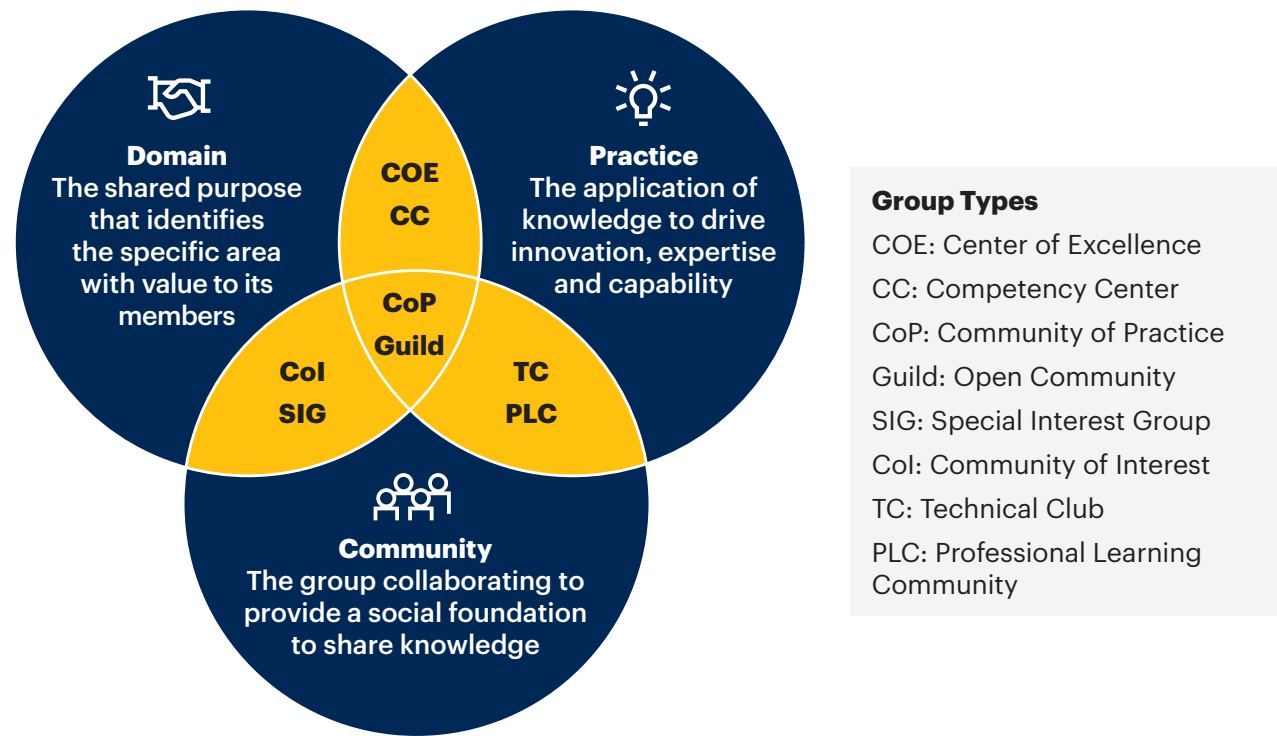 Domain
The shared purpose
that identifies
the specific area
with value to its
members
Practice
The application of
knowledge to drive
innovation, expertise
and capability
COE
CC
CoP
Guild
CoI
SIG
TC
PLC
Community
The group collaborating to
provide a social foundation
to share knowledge
Group Types
COE: Center of Excellence
CC: Competency Center
CoP: Community of Practice
Guild: Open Community
SIG: Special Interest Group
CoI: Community of Interest
TC: Technical Club
PLC: Professional Learning
Community